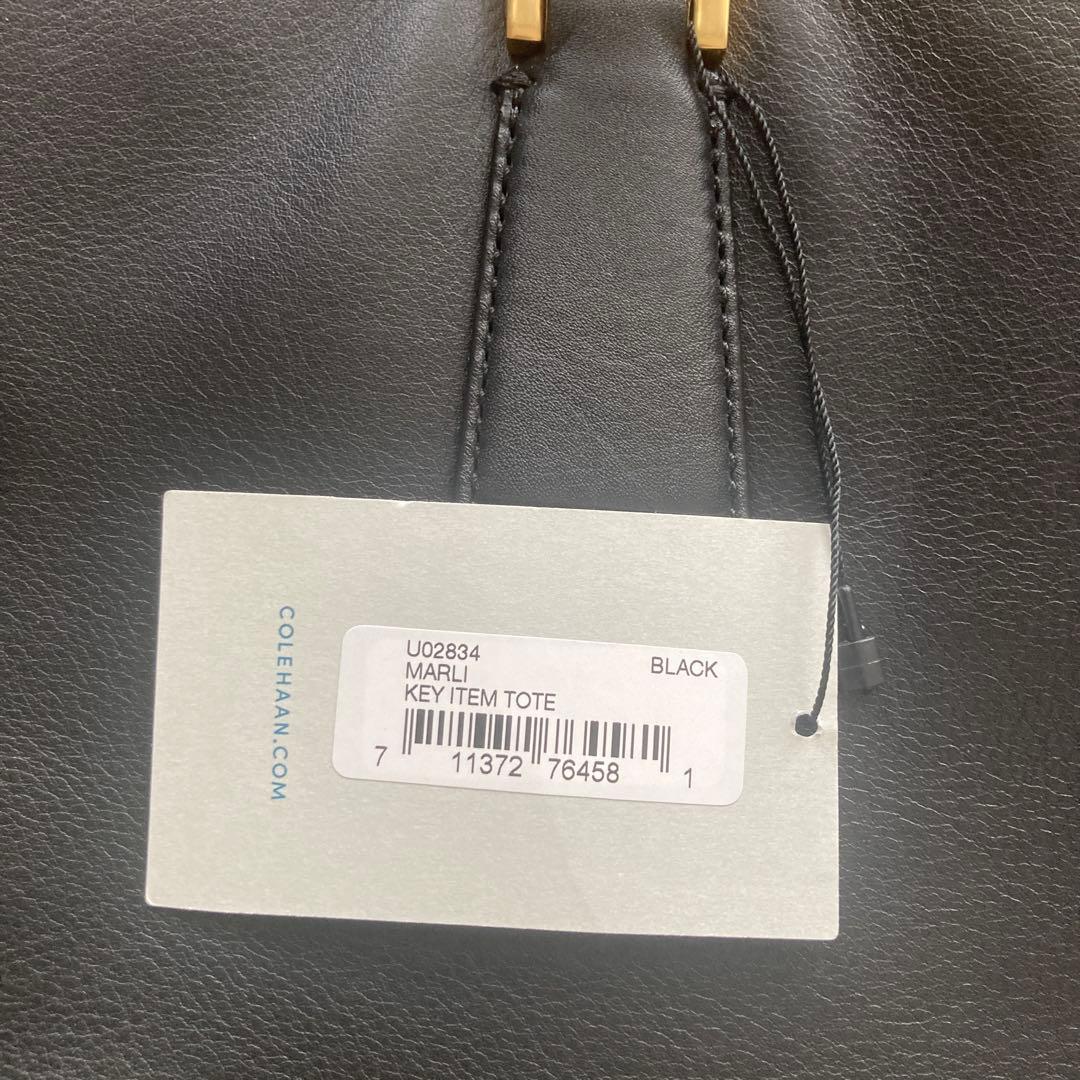 COLEHAAN.COM
U02834 BLACK
MARLI
KEY ITEM TOTE
7 11372 76458 1